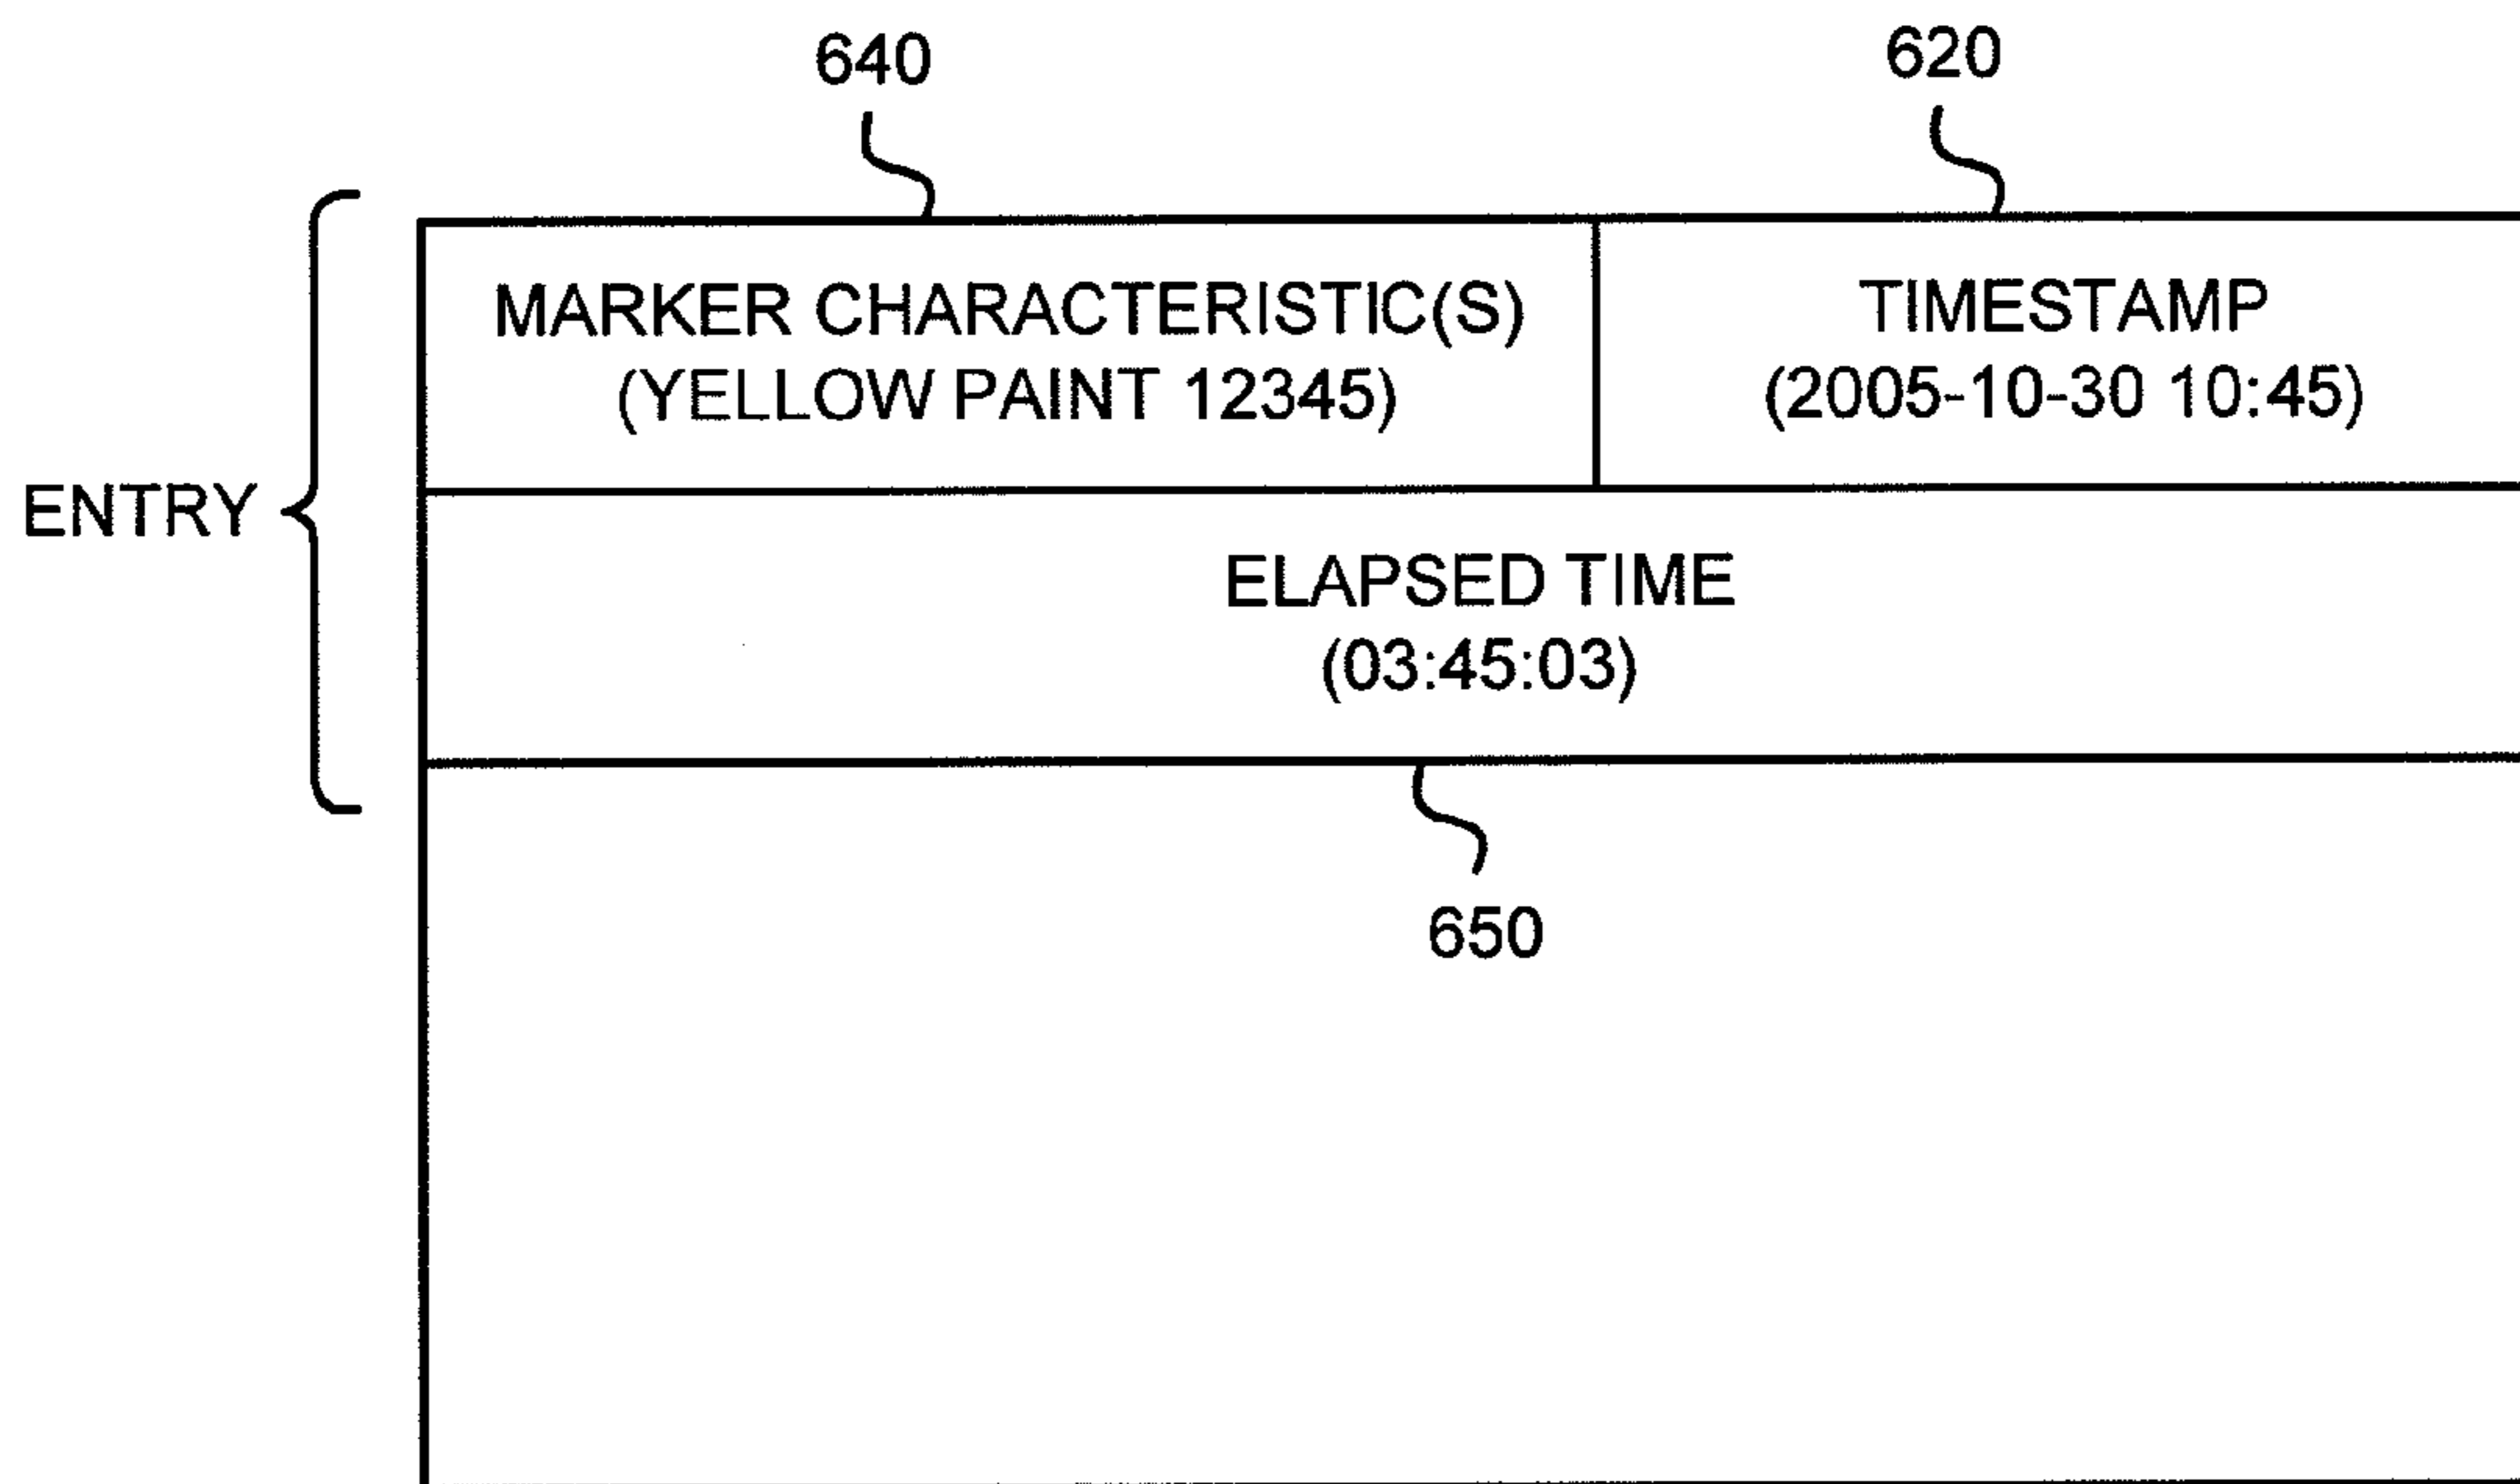 640
620
MARKER CHARACTERISTIC(S)
(YELLOW PAINT 12345)
TIMESTAMP
(2005-10-30 10:45)
ENTRY
ELAPSED TIME
(03:45:03)
650